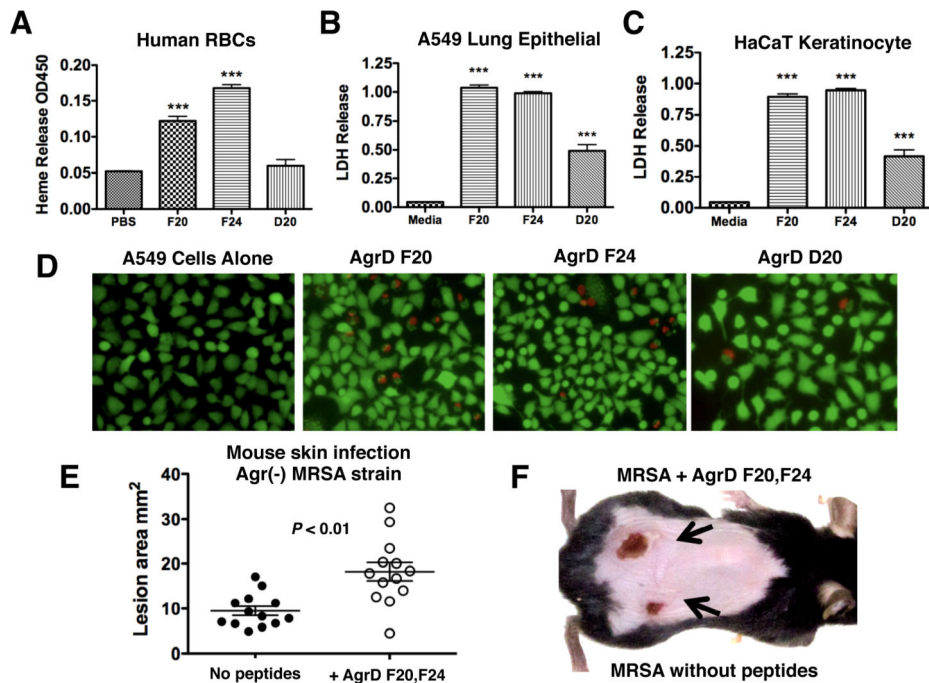 A
Human RBCs
Heme Release OD450
0.20
0.15
0.10
0.05
0.00
***
***
PBS
F20
F24
D20
B
A549 Lung Epithelial
LDH Release
1.25
1.00
0.75
0.50
0.25
0.00
***
***
***
Media
F20
F24
D20
C
HaCaT Keratinocyte
LDH Release
1.25
1.00
0.75
0.50
0.25
0.00
***
***
***
Media
F20
F24
D20
D
A549 Cells Alone
AgrD F20
AgrD F24
AgrD D20
E
Mouse skin infection
Agr(-) MRSA strain
Lesion area mm²
40
30
20
10
0
P < 0.01
No peptides
+ AgrD F20,F24
F
MRSA + AgrD F20,F24
MRSA without peptides